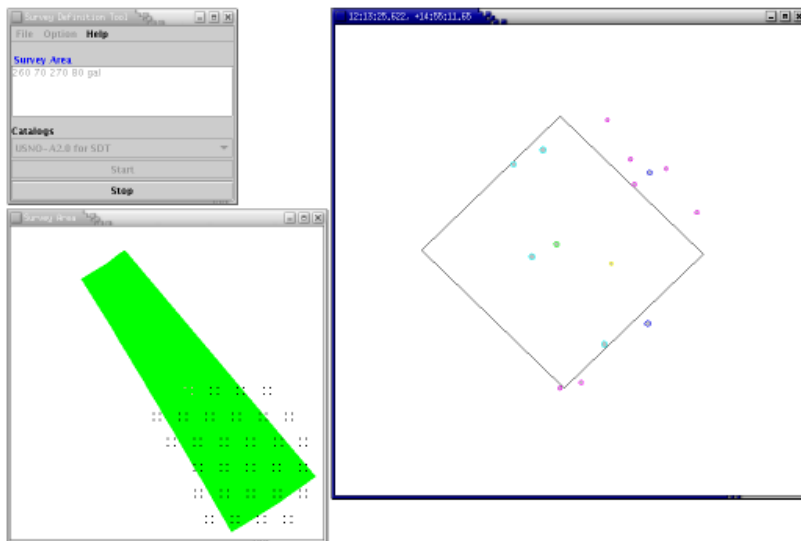 Survey Definition Tool
File Option Help
Survey Area
260 70 270 80 gal
Catalogs
USNO-A2.0 for SDT
Start
Stop
Survey Area
12:13:25.622, +14:55:11.65